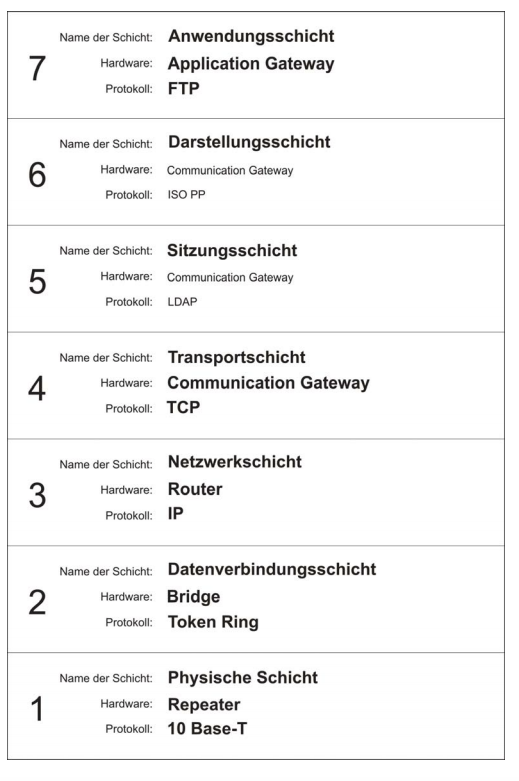 7
Name der Schicht: Anwendungsschicht
Hardware: Application Gateway
Protokoll: FTP
6
Name der Schicht: Darstellungsschicht
Hardware: Communication Gateway
Protokoll: ISO PP
5
Name der Schicht: Sitzungsschicht
Hardware: Communication Gateway
Protokoll: LDAP
4
Name der Schicht: Transportschicht
Hardware: Communication Gateway
Protokoll: TCP
3
Name der Schicht: Netzwerkschicht
Hardware: Router
Protokoll: IP
2
Name der Schicht: Datenverbindungsschicht
Hardware: Bridge
Protokoll: Token Ring
1
Name der Schicht: Physische Schicht
Hardware: Repeater
Protokoll: 10 Base-T